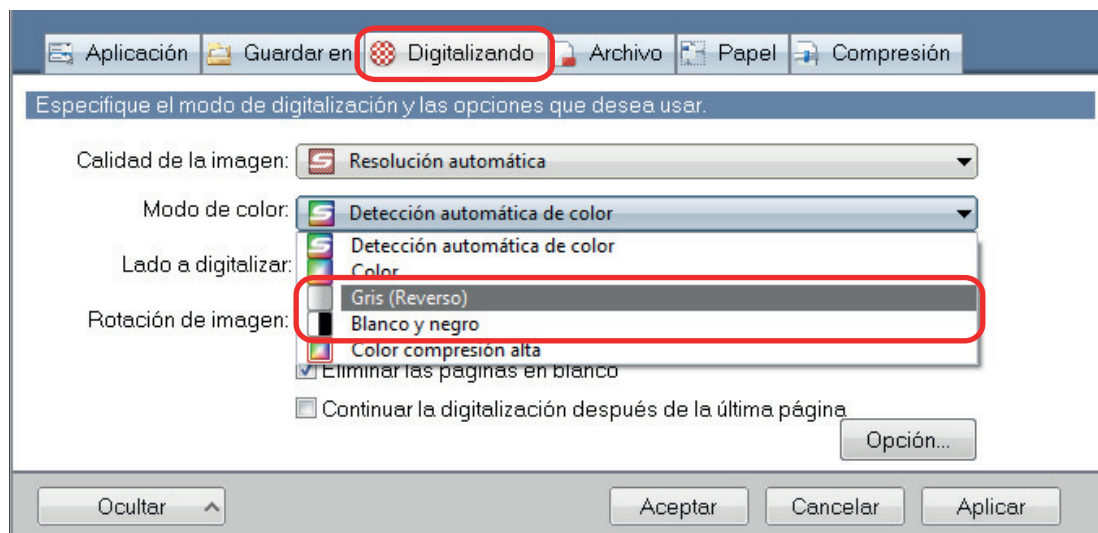 Aplicación Guardar en Digitalizando Archivo Papel Compresión
Especifique el modo de digitalización y las opciones que desea usar.
Calidad de la imagen: Resolución automática
Modo de color: Detección automática de color
Detección automática de color
Lado a digitalizar: Color
Gris (Reverso)
Rotación de imagen: Blanco y negro
Color compresión alta
Eliminar las páginas en blanco
Continuar la digitalización después de la última página
Opción...
Ocultar Aceptar Cancelar Aplicar